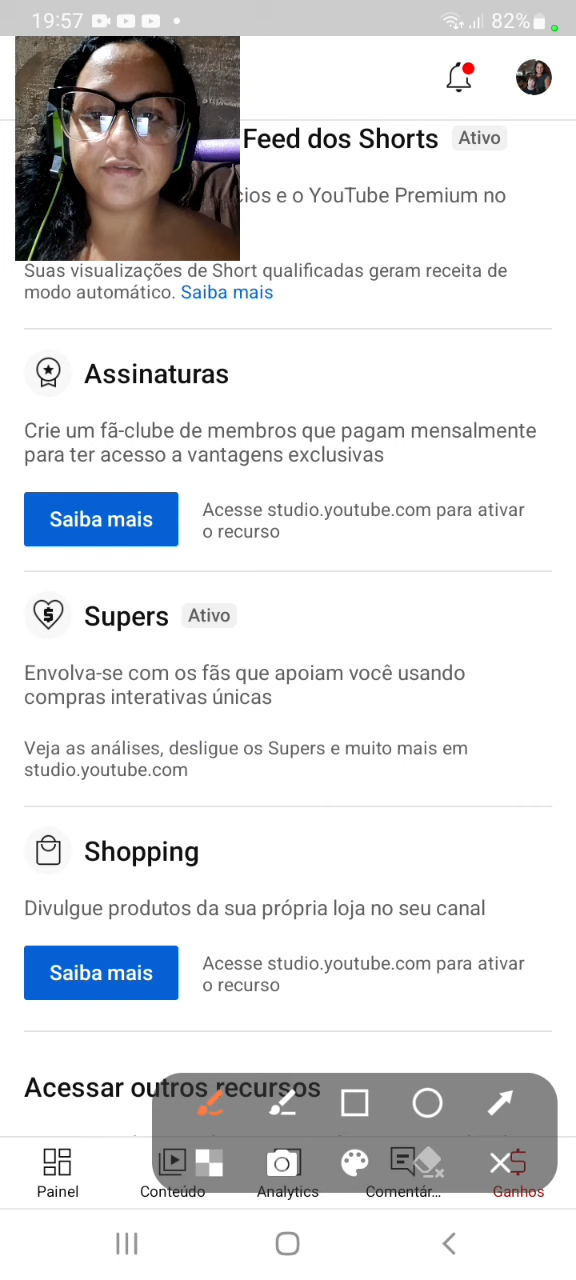 19:57
82%
Feed dos Shorts Ativo
cios e o YouTube Premium no
Suas visualizações de Short qualificadas geram receita de
modo automático. Saiba mais
Assinaturas
Crie um fã-clube de membros que pagam mensalmente
para ter acesso a vantagens exclusivas
Saiba mais
Acesse studio.youtube.com para ativar
o recurso
Supers Ativo
Envolva-se com os fãs que apoiam você usando
compras interativas únicas
Veja as análises, desligue os Supers e muito mais em
studio.youtube.com
Shopping
Divulgue produtos da sua própria loja no seu canal
Saiba mais
Acesse studio.youtube.com para ativar
o recurso
Acessar outros recursos
Painel
Conteúdo
Analytics
Comentár...
Ganhos